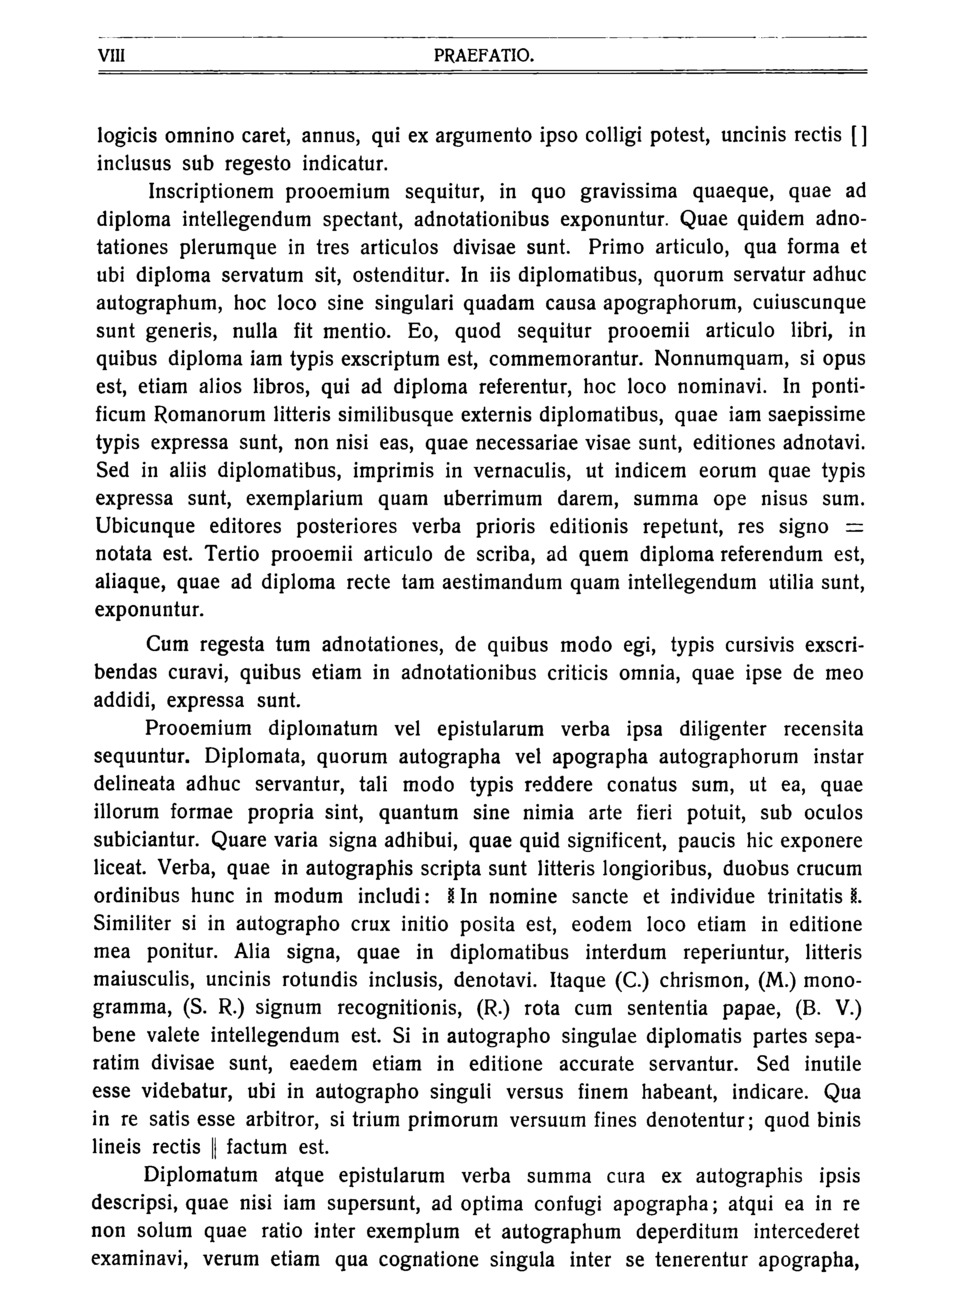 VIII
PRAEFATIO.
logicis omnino caret, annus, qui ex argumento ipso colligi potest, uncinis rectis []
inclusus sub regesto indicatur.
Inscriptionem prooemium sequitur, in quo gravissima quaeque, quae ad
diploma intellegendum spectant, adnotationibus exponuntur. Quae quidem adno-
tationes plerumque in tres articulos divisae sunt. Primo articulo, qua forma et
ubi diploma servatum sit, ostenditur. In iis diplomatibus, quorum servatur adhuc
autographum, hoc loco sine singulari quadam causa apographorum, cuiuscunque
sunt generis, nulla fit mentio. Eo, quod sequitur prooemii articulo libri, in
quibus diploma iam typis exscriptum est, commemorantur. Nonnumquam, si opus
est, etiam alios libros, qui ad diploma referentur, hoc loco nominavi. In ponti-
ficum Romanorum litteris similibusque externis diplomatibus, quae iam saepissime
typis expressa sunt, non nisi eas, quae necessariae visae sunt, editiones adnotavi.
Sed in aliis diplomatibus, imprimis in vernaculis, ut indicem eorum quae typis
expressa sunt, exemplarium quam uberrimum darem, summa ope nisus sum.
Ubicunque editores posteriores verba prioris editionis repetunt, res signo =
notata est. Tertio prooemii articulo de scriba, ad quem diploma referendum est,
aliaque, quae ad diploma recte tam aestimandum quam intellegendum utilia sunt,
exponuntur.
Cum regesta tum adnotationes, de quibus modo egi, typis cursivis exscri-
bendas curavi, quibus etiam in adnotationibus criticis omnia, quae ipse de meo
addidi, expressa sunt.
Prooemium diplomatum vel epistularum verba ipsa diligenter recensita
sequuntur. Diplomata, quorum autographa vel apographa autographorum instar
delineata adhuc servantur, tali modo typis reddere conatus sum, ut ea, quae
illorum formae propria sint, quantum sine nimia arte fieri potuit, sub oculos
subiciantur. Quare varia signa adhibui, quae quid significent, paucis hic exponere
liceat. Verba, quae in autographis scripta sunt litteris longioribus, duobus crucum
ordinibus hunc in modum includi: ⁑ In nomine sancte et individue trinitatis ⁑.
Similiter si in autographo crux initio posita est, eodem loco etiam in editione
mea ponitur. Alia signa, quae in diplomatibus interdum reperiuntur, litteris
maiusculis, uncinis rotundis inclusis, denotavi. Itaque (C.) chrismon, (M.) mono-
gramma, (S. R.) signum recognitionis, (R.) rota cum sententia papae, (B. V.)
bene valete intellegendum est. Si in autographo singulae diplomatis partes sepa-
ratim divisae sunt, eaedem etiam in editione accurate servantur. Sed inutile
esse videbatur, ubi in autographo singuli versus finem habeant, indicare. Qua
in re satis esse arbitror, si trium primorum versuum fines denotentur; quod binis
lineis rectis || factum est.
Diplomatum atque epistularum verba summa cura ex autographis ipsis
descripsi, quae nisi iam supersunt, ad optima confugi apographa; atqui ea in re
non solum quae ratio inter exemplum et autographum deperditum intercederet
examinavi, verum etiam qua cognatione singula inter se tenerentur apographa,